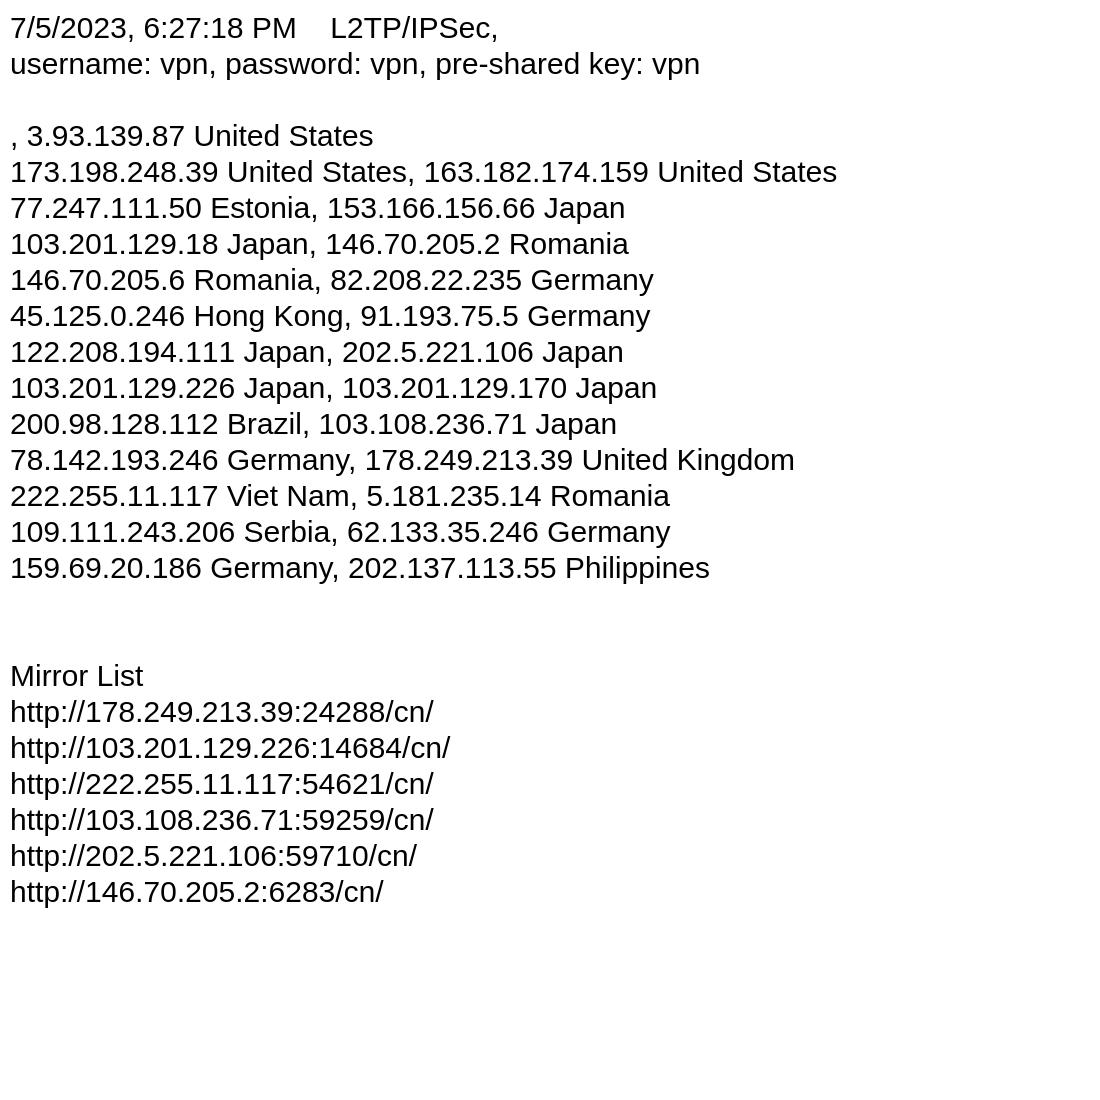 7/5/2023, 6:27:18 PM    L2TP/IPSec,
username: vpn, password: vpn, pre-shared key: vpn
, 3.93.139.87 United States
173.198.248.39 United States, 163.182.174.159 United States
77.247.111.50 Estonia, 153.166.156.66 Japan
103.201.129.18 Japan, 146.70.205.2 Romania
146.70.205.6 Romania, 82.208.22.235 Germany
45.125.0.246 Hong Kong, 91.193.75.5 Germany
122.208.194.111 Japan, 202.5.221.106 Japan
103.201.129.226 Japan, 103.201.129.170 Japan
200.98.128.112 Brazil, 103.108.236.71 Japan
78.142.193.246 Germany, 178.249.213.39 United Kingdom
222.255.11.117 Viet Nam, 5.181.235.14 Romania
109.111.243.206 Serbia, 62.133.35.246 Germany
159.69.20.186 Germany, 202.137.113.55 Philippines
Mirror List
http://178.249.213.39:24288/cn/
http://103.201.129.226:14684/cn/
http://222.255.11.117:54621/cn/
http://103.108.236.71:59259/cn/
http://202.5.221.106:59710/cn/
http://146.70.205.2:6283/cn/